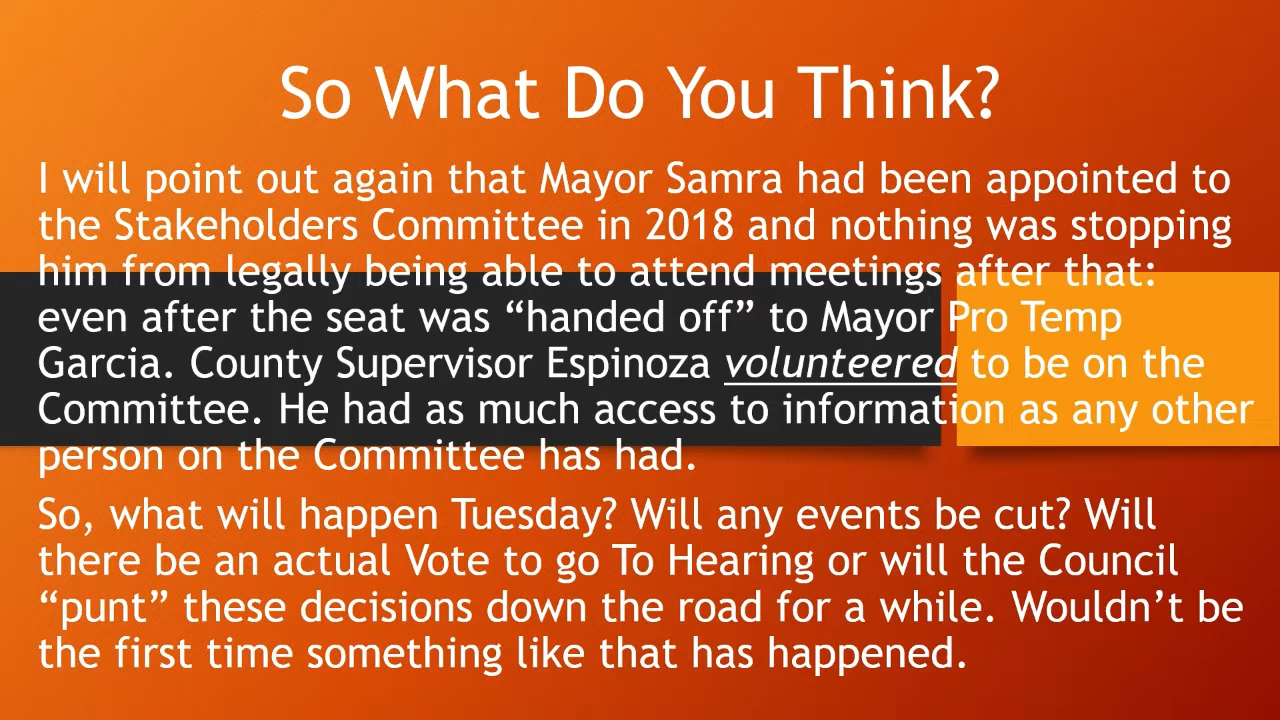 So What Do You Think?
I will point out again that Mayor Samra had been appointed to
the Stakeholders Committee in 2018 and nothing was stopping
him from legally being able to attend meetings after that:
even after the seat was “handed off” to Mayor Pro Temp
Garcia. County Supervisor Espinoza volunteered to be on the
Committee. He had as much access to information as any other
person on the Committee has had.
So, what will happen Tuesday? Will any events be cut? Will
there be an actual Vote to go To Hearing or will the Council
“punt” these decisions down the road for a while. Wouldn’t be
the first time something like that has happened.